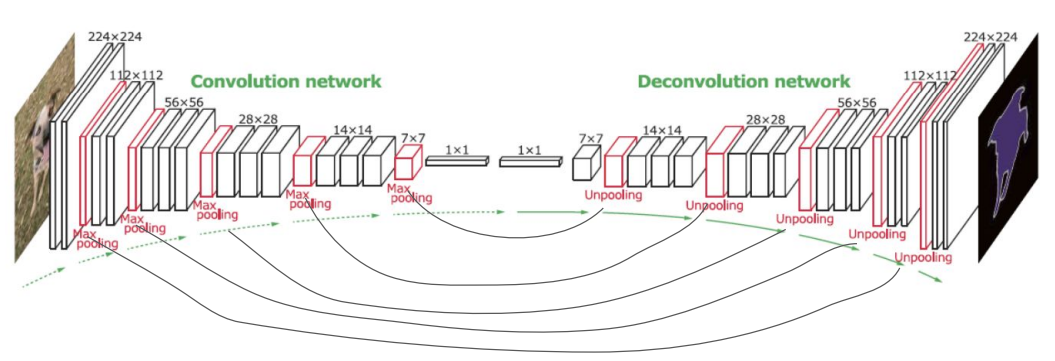 224×224
112×112
56×56
28×28
14×14
7×7
1×1
1×1
7×7
14×14
28×28
56×56
112×112
224×224
Convolution network
Deconvolution network
Max
pooling
Max
pooling
Max
pooling
Max
pooling
Max
pooling
Unpooling
Unpooling
Unpooling
Unpooling
Unpooling